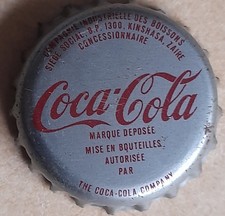 COMPAGNIE INDUSTRIELLE DES BOISSONS
SIEGE SOCIAL: B.P. 1300, KINSHASA, ZAIRE
CONCESSIONNAIRE
Coca-Cola
MARQUE DEPOSEE
MISE EN BOUTEILLES
AUTORISEE
PAR
THE COCA-COLA COMPANY